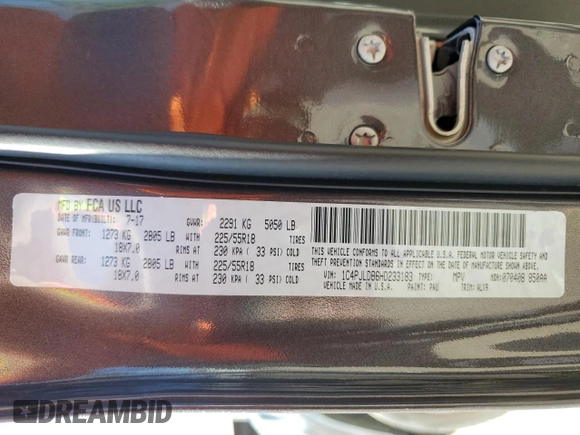 MFD BY FCA US LLC
DATE OF MFR(BUILT): 7-17 GVWR: 2291 KG 5050 LB
GAWR FRONT: 1273 KG 2805 LB WITH 225/55R18 TIRES
18X7.0 RIMS AT 230 KPA ( 33 PSI) COLD
GAWR REAR: 1273 KG 2805 LB WITH 225/55R18 TIRES
18X7.0 RIMS AT 230 KPA ( 33 PSI) COLD
THIS VEHICLE CONFORMS TO ALL APPLICABLE U.S.A. FEDERAL MOTOR VEHICLE SAFETY AND
THEFT PREVENTION STANDARDS IN EFFECT ON THE DATE OF MANUFACTURE SHOWN ABOVE.
VIN: 1C4PJLDB6HD233183 TYPE: MPV MDH: 070408 850AA
VEHICLE MADE IN U.S.A. PAINT: PAU TRIM: ALX9
DREAMBID